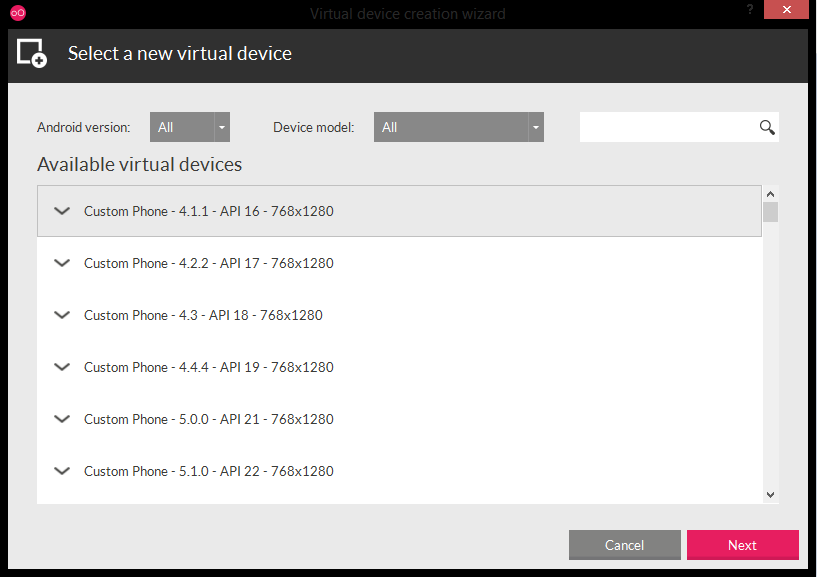 Virtual device creation wizard ?
Select a new virtual device
Android version: All Device model: All
Available virtual devices
Custom Phone - 4.1.1 - API 16 - 768x1280
Custom Phone - 4.2.2 - API 17 - 768x1280
Custom Phone - 4.3 - API 18 - 768x1280
Custom Phone - 4.4.4 - API 19 - 768x1280
Custom Phone - 5.0.0 - API 21 - 768x1280
Custom Phone - 5.1.0 - API 22 - 768x1280
Cancel Next